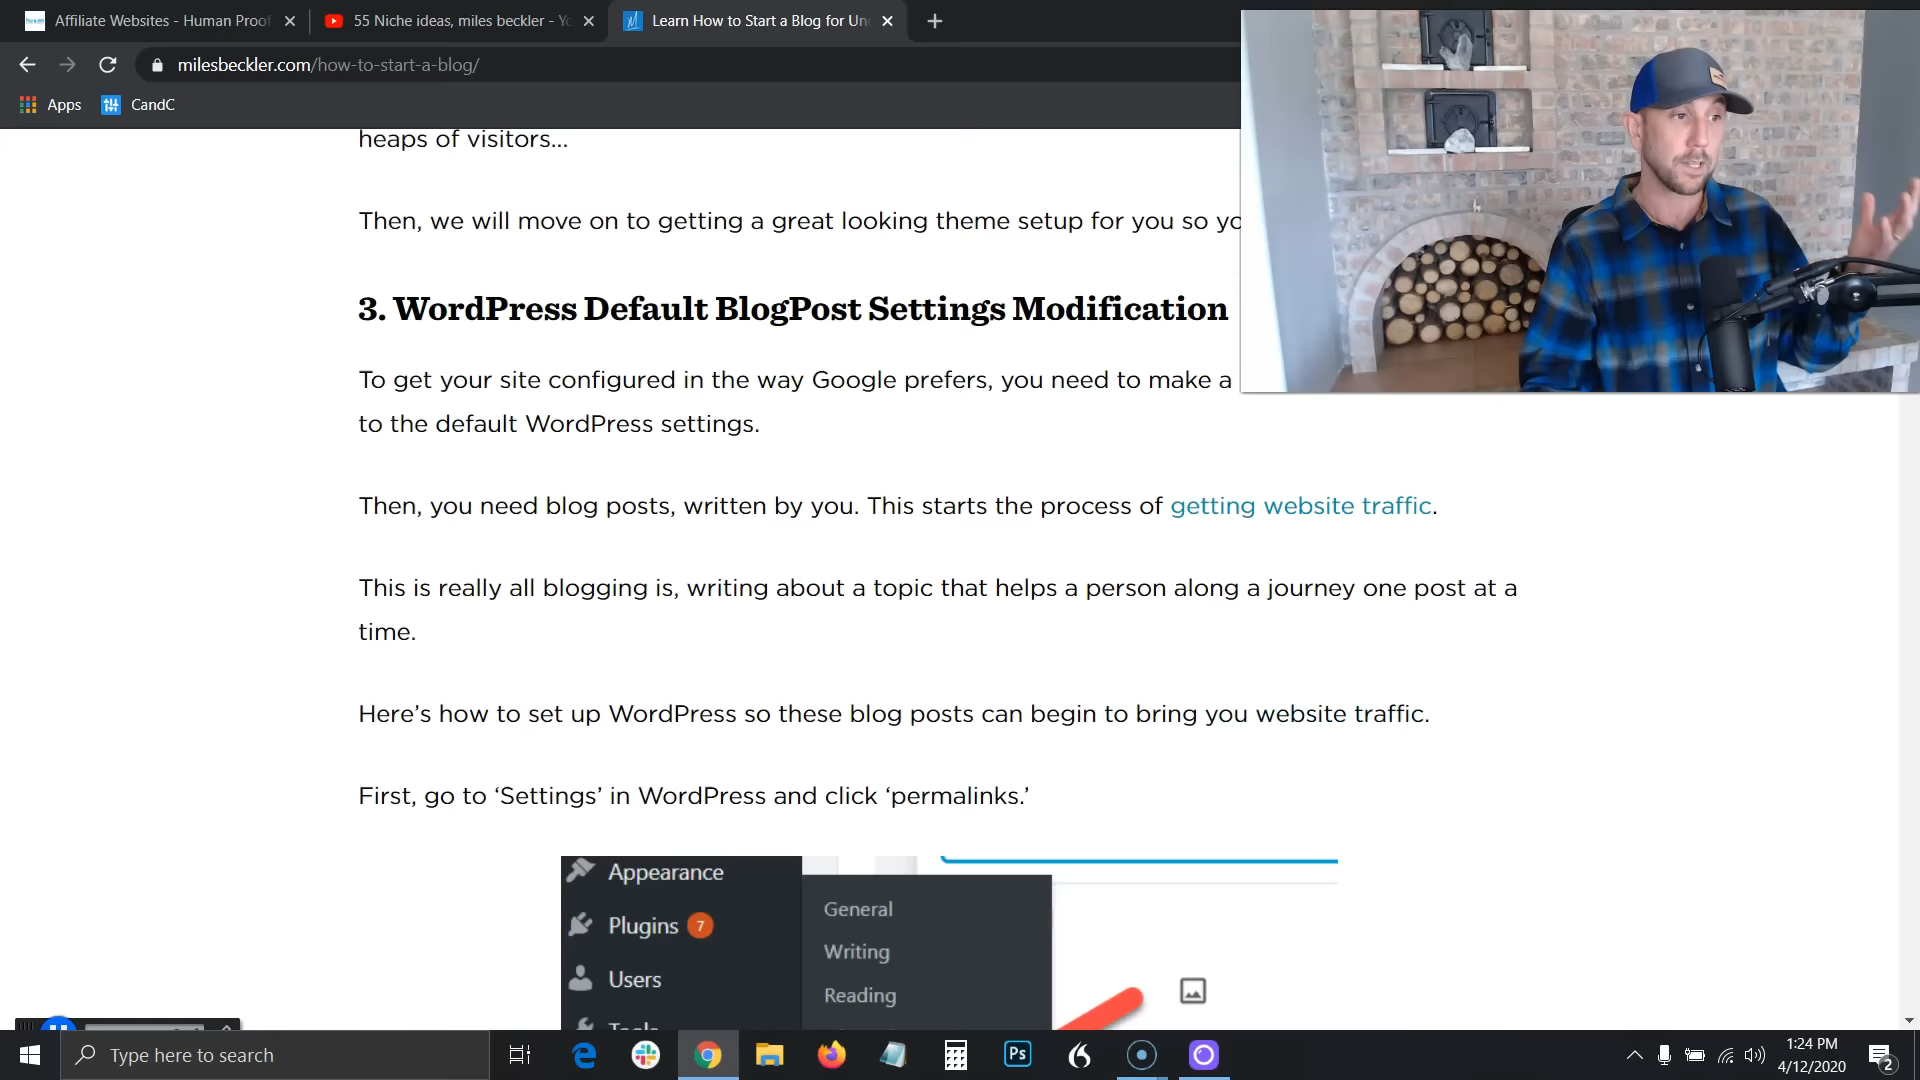 Affiliate Websites - Human Proof
55 Niche ideas, miles beckler - Yo
Learn How to Start a Blog for Und
milesbeckler.com/how-to-start-a-blog/
Apps
CandC
heaps of visitors...
Then, we will move on to getting a great looking theme setup for you so yo
3. WordPress Default BlogPost Settings Modification
To get your site configured in the way Google prefers, you need to make a
to the default WordPress settings.
Then, you need blog posts, written by you. This starts the process of getting website traffic.
This is really all blogging is, writing about a topic that helps a person along a journey one post at a
time.
Here’s how to set up WordPress so these blog posts can begin to bring you website traffic.
First, go to ‘Settings’ in WordPress and click ‘permalinks.’
Appearance
General
Plugins 7
Writing
Users
Reading
Tools
Type here to search
Ps
1:24 PM
4/12/2020
2